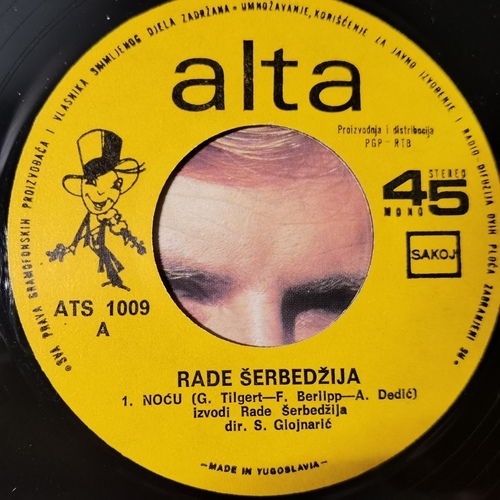 SVA PRAVA GRAMOFONSKIH PROIZVOĐAČA I VLASNIKA SNIMLJENOG DJELA ZADRŽANA • UMNOŽAVANJE, KORIŠĆENJE ZA JAVNO IZVOĐENJE I RADIO-DIFUZIJA OVIH PLOČA ZABRANJENI SU •
alta
Proizvodnja i distribucija
PGP - RTB
STEREO
45
MONO
SAKOJ
ATS 1009
A
RADE ŠERBEDŽIJA
1. NOĆU (G. Tilgert—F. Berlipp—A. Dedić)
izvodi Rade Šerbedžija
dir. S. Glojnarić
—MADE IN YUGOSLAVIA—